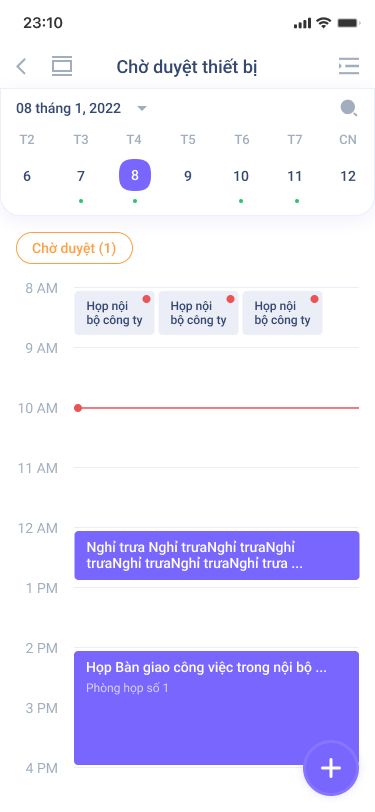 23:10
Chờ duyệt thiết bị
08 tháng 1, 2022
T2 T3 T4 T5 T6 T7 CN
6 7 8 9 10 11 12
Chờ duyệt (1)
8 AM
Họp nội
bộ công ty
Họp nội
bộ công ty
Họp nội
bộ công ty
9 AM
10 AM
11 AM
12 AM
Nghỉ trưa Nghỉ trưaNghỉ trưaNghỉ
trưaNghỉ trưaNghỉ trưaNghỉ trưa ...
1 PM
2 PM
Họp Bàn giao công việc trong nội bộ ...
Phòng họp số 1
3 PM
4 PM